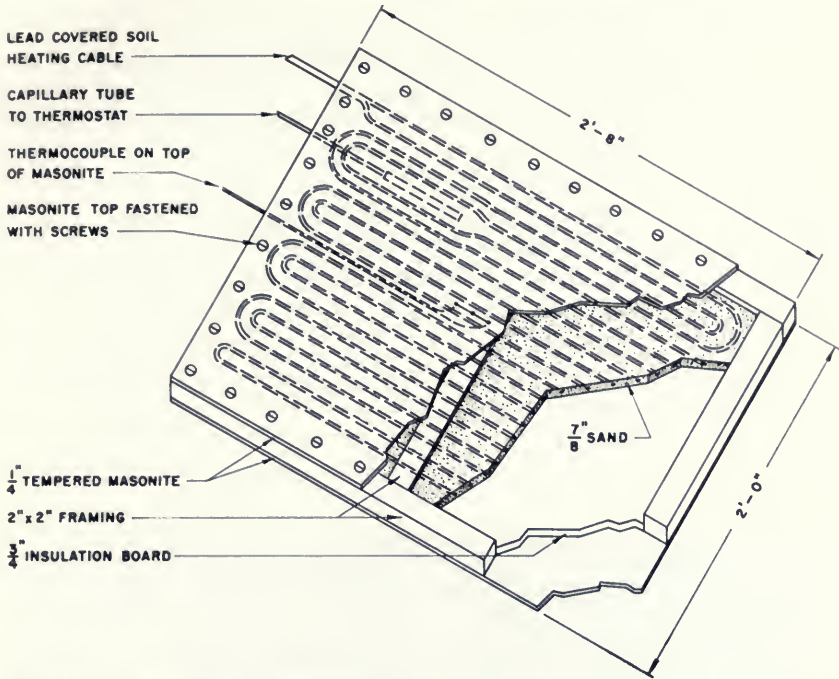 LEAD COVERED SOIL
HEATING CABLE
CAPILLARY TUBE
TO THERMOSTAT
THERMOCOUPLE ON TOP
OF MASONITE
MASONITE TOP FASTENED
WITH SCREWS
2'-8"
7/8" SAND
2'-0"
1/4" TEMPERED MASONITE
2" x 2" FRAMING
3/4" INSULATION BOARD